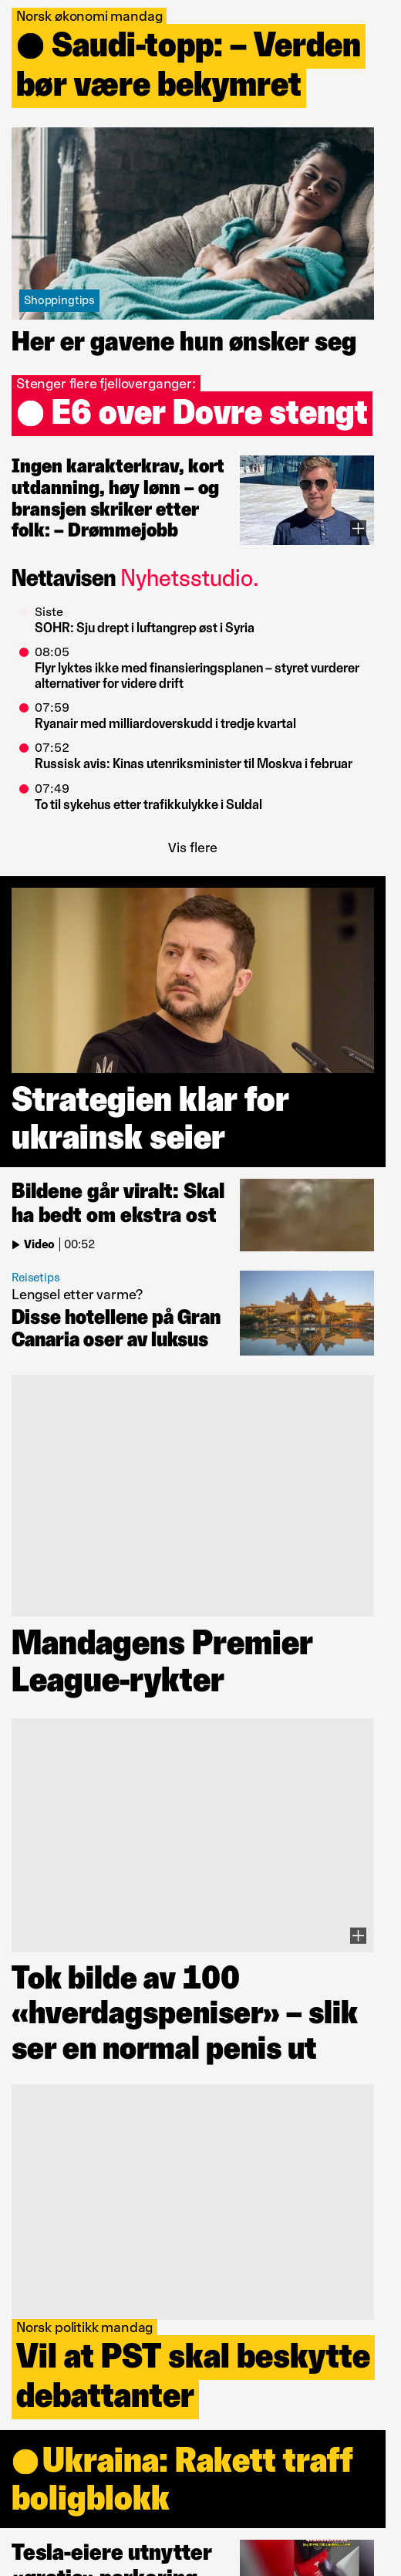 Norsk økonomi mandag
Saudi-topp: – Verden
bør være bekymret
Shoppingtips
Her er gavene hun ønsker seg
Stenger flere fjelloverganger:
E6 over Dovre stengt
Ingen karakterkrav, kort
utdanning, høy lønn – og
bransjen skriker etter
folk: – Drømmejobb
Nettavisen Nyhetsstudio.
Siste
SOHR: Sju drept i luftangrep øst i Syria
08:05
Flyr lyktes ikke med finansieringsplanen – styret vurderer
alternativer for videre drift
07:59
Ryanair med milliardoverskudd i tredje kvartal
07:52
Russisk avis: Kinas utenriksminister til Moskva i februar
07:49
To til sykehus etter trafikkulykke i Suldal
Vis flere
Strategien klar for
ukrainsk seier
Bildene går viralt: Skal
ha bedt om ekstra ost
Video | 00:52
Reisetips
Lengsel etter varme?
Disse hotellene på Gran
Canaria oser av luksus
Mandagens Premier
League-rykter
Tok bilde av 100
«hverdagspeniser» – slik
ser en normal penis ut
Norsk politikk mandag
Vil at PST skal beskytte
debattanter
Ukraina: Rakett traff
boligblokk
Tesla-eiere utnytter
«gratis» parkering